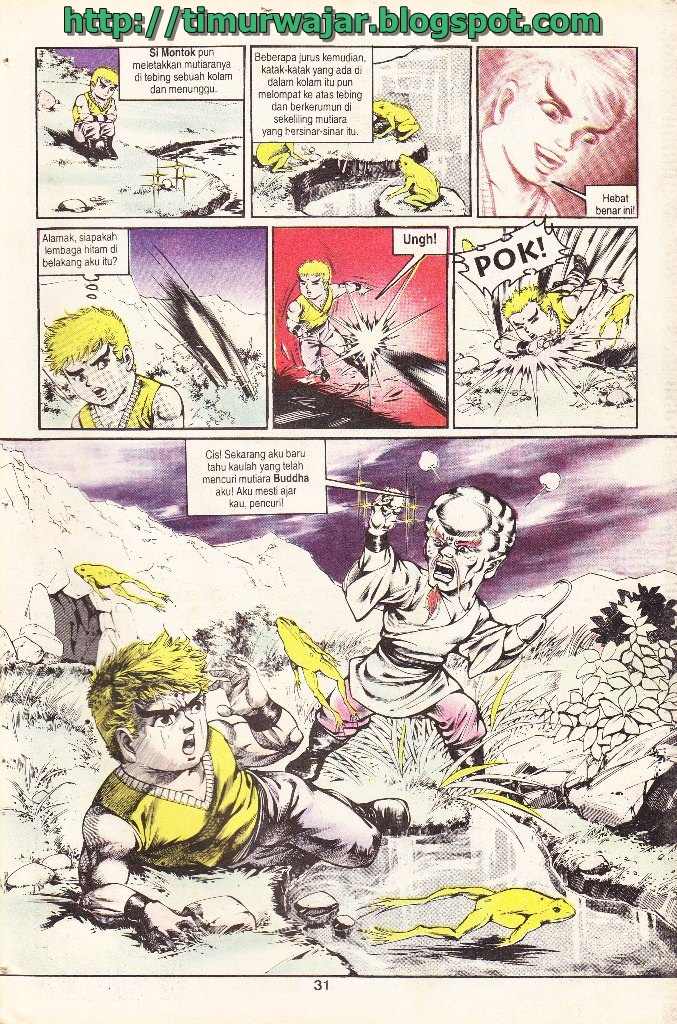 http://timurwajar.blogspot.com
Si Montok pun
meletakkan mutiaranya
di tebing sebuah kolam
dan menunggu.
Beberapa jurus kemudian,
katak-katak yang ada di
dalam kolam itu pun
melompat ke atas tebing
dan berkerumun di
sekeliling mutiara
yang bersinar-sinar itu.
Hebat
benar ini!
Alamak, siapakah
lembaga hitam di
belakang aku itu?
Ungh!
POK!
Cis! Sekarang aku baru
tahu kaulah yang telah
mencuri mutiara Buddha
aku! Aku mesti ajar
kau, pencuri!
31